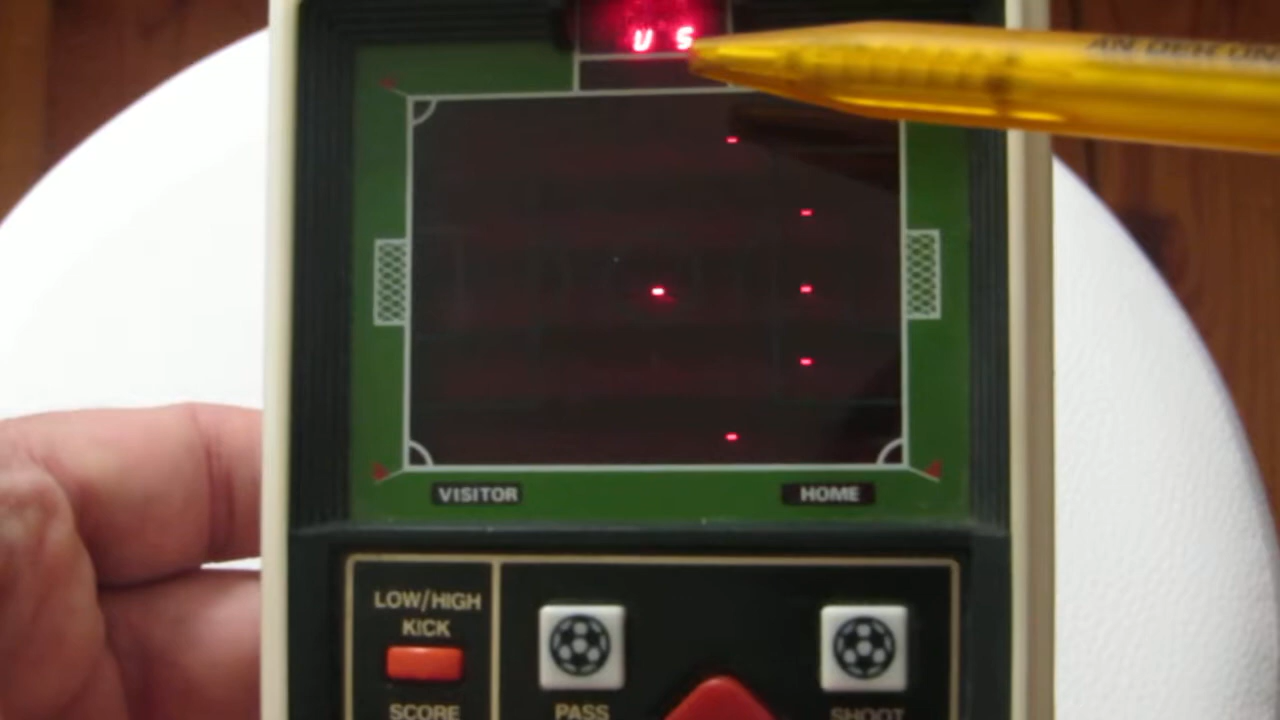 U S
VISITOR HOME
LOW/HIGH
KICK
SCORE PASS SHOOT